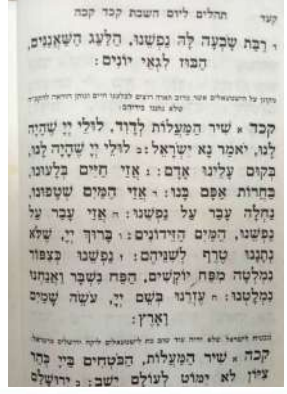 קעד תהלים ליום השבת קכד קכה
ד רַבַּת שָׂבְעָה לָּהּ נַפְשֵׁנוּ, הַלַּעַג הַשַּׁאֲנַנִּים,
הַבּוּז לִגְאֵי יוֹנִים:
קכד א שִׁיר הַמַּעֲלוֹת לְדָוִד, לוּלֵי יְיָ שֶׁהָיָה
לָנוּ, יֹאמַר נָא יִשְׂרָאֵל: ב לוּלֵי יְיָ שֶׁהָיָה לָנוּ,
בְּקוּם עָלֵינוּ אָדָם: ג אֲזַי חַיִּים בְּלָעוּנוּ,
בַּחֲרוֹת אַפָּם בָּנוּ: ד אֲזַי הַמַּיִם שְׁטָפוּנוּ,
נַחְלָה עָבַר עַל נַפְשֵׁנוּ: ה אֲזַי עָבַר עַל
נַפְשֵׁנוּ, הַמַּיִם הַזֵּידוֹנִים: ו בָּרוּךְ יְיָ, שֶׁלֹּא
נְתָנָנוּ טֶרֶף לְשִׁנֵּיהֶם: ז נַפְשֵׁנוּ כְּצִפּוֹר
נִמְלְטָה מִפַּח יוֹקְשִׁים, הַפַּח נִשְׁבָּר וַאֲנַחְנוּ
נִמְלָטְנוּ: ח עֶזְרֵנוּ בְּשֵׁם יְיָ, עֹשֵׂה שָׁמַיִם
וָאָרֶץ:
קכה א שִׁיר הַמַּעֲלוֹת, הַבֹּטְחִים בַּיְיָ כְּהַר
צִיּוֹן לֹא יִמּוֹט לְעוֹלָם יֵשֵׁב: ב יְרוּשָׁלַיִם